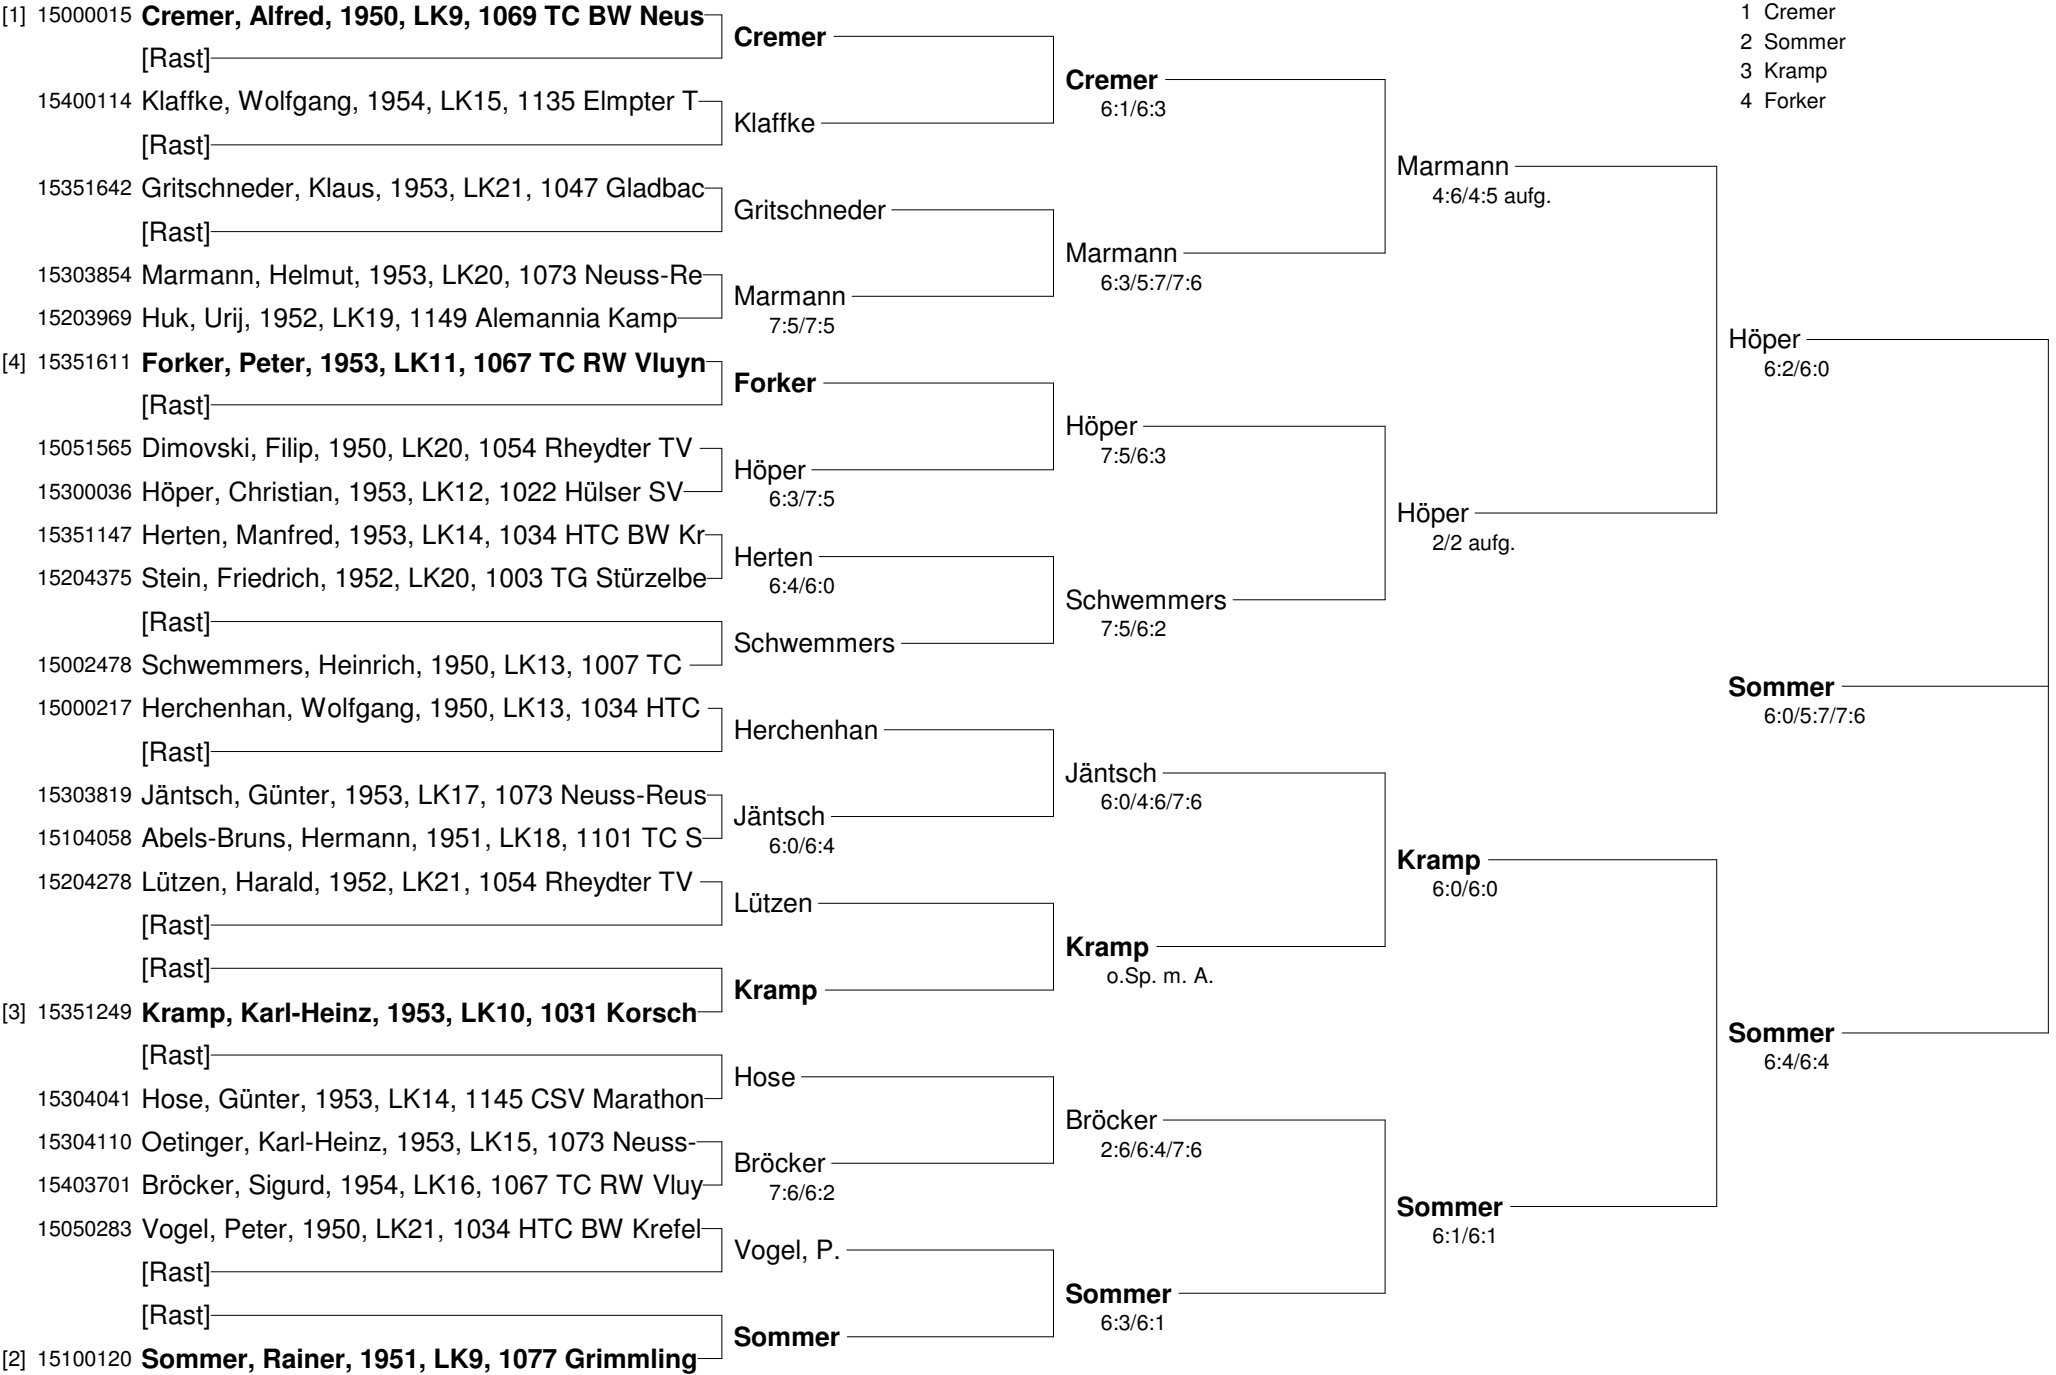 [1] 15000015 Cremer, Alfred, 1950, LK9, 1069 TC BW Neus
[Rast]
15400114 Klaffke, Wolfgang, 1954, LK15, 1135 Elmpter T
[Rast]
15351642 Gritschneder, Klaus, 1953, LK21, 1047 Gladbac
[Rast]
15303854 Marmann, Helmut, 1953, LK20, 1073 Neuss-Re
15203969 Huk, Urij, 1952, LK19, 1149 Alemannia Kamp
[4] 15351611 Forker, Peter, 1953, LK11, 1067 TC RW Vluyn
[Rast]
15051565 Dimovski, Filip, 1950, LK20, 1054 Rheydter TV
15300036 Höper, Christian, 1953, LK12, 1022 Hülser SV
15351147 Herten, Manfred, 1953, LK14, 1034 HTC BW Kr
15204375 Stein, Friedrich, 1952, LK20, 1003 TG Stürzelbe
[Rast]
15002478 Schwemmers, Heinrich, 1950, LK13, 1007 TC
15000217 Herchenhan, Wolfgang, 1950, LK13, 1034 HTC
[Rast]
15303819 Jäntsch, Günter, 1953, LK17, 1073 Neuss-Reus
15104058 Abels-Bruns, Hermann, 1951, LK18, 1101 TC S
15204278 Lützen, Harald, 1952, LK21, 1054 Rheydter TV
[Rast]
[Rast]
[3] 15351249 Kramp, Karl-Heinz, 1953, LK10, 1031 Korsch
[Rast]
15304041 Hose, Günter, 1953, LK14, 1145 CSV Marathon
15304110 Oetinger, Karl-Heinz, 1953, LK15, 1073 Neuss-
15403701 Bröcker, Sigurd, 1954, LK16, 1067 TC RW Vluy
15050283 Vogel, Peter, 1950, LK21, 1034 HTC BW Krefel
[Rast]
[Rast]
[2] 15100120 Sommer, Rainer, 1951, LK9, 1077 Grimmling
Cremer
Klaffke
Gritschneder
Marmann
7:5/7:5
Forker
Höper
6:3/7:5
Herten
6:4/6:0
Schwemmers
Herchenhan
Jäntsch
6:0/6:4
Lützen
Kramp
Hose
Bröcker
7:6/6:2
Vogel, P.
Sommer
Cremer
6:1/6:3
Marmann
6:3/5:7/7:6
Höper
7:5/6:3
Schwemmers
7:5/6:2
Jäntsch
6:0/4:6/7:6
Kramp
o.Sp. m. A.
Bröcker
2:6/6:4/7:6
Sommer
6:3/6:1
Marmann
4:6/4:5 aufg.
Höper
2/2 aufg.
Kramp
6:0/6:0
Sommer
6:1/6:1
1 Cremer
2 Sommer
3 Kramp
4 Forker
Höper
6:2/6:0
Sommer
6:0/5:7/7:6
Sommer
6:4/6:4